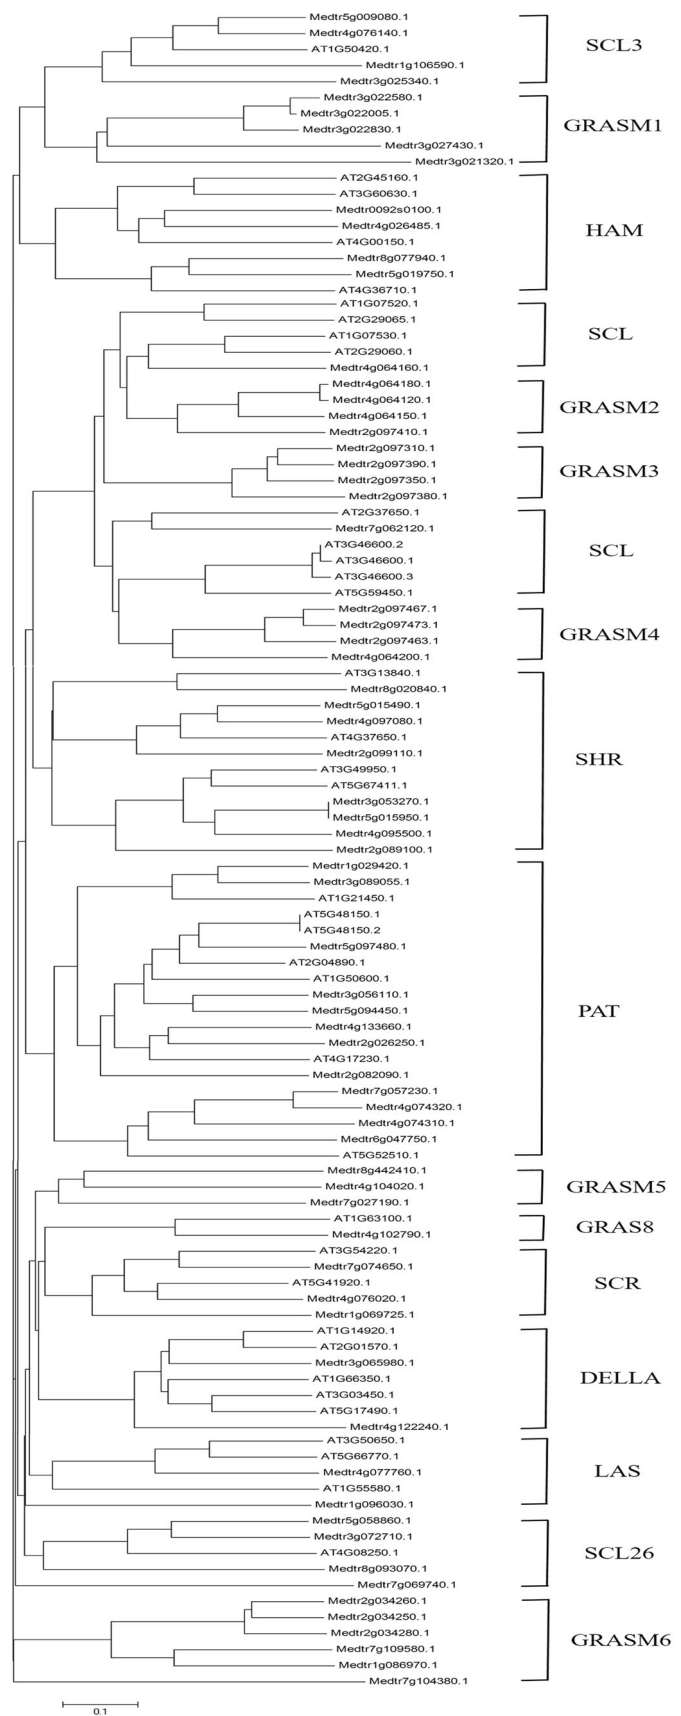 Medtr5g009080.1
Medtr4g076140.1
AT1G50420.1
Medtr1g106590.1
Medtr3g025340.1
SCL3
Medtr3g022580.1
Medtr3g022005.1
Medtr3g022830.1
Medtr3g027430.1
Medtr3g021320.1
GRASM1
AT2G45160.1
AT3G60630.1
Medtr0092s0100.1
Medtr4g026485.1
AT4G00150.1
Medtr8g077940.1
Medtr5g019750.1
AT4G36710.1
HAM
AT1G07520.1
AT2G29065.1
AT1G07530.1
AT2G29060.1
Medtr4g064160.1
SCL
Medtr4g064180.1
Medtr4g064120.1
Medtr4g064150.1
Medtr2g097410.1
GRASM2
Medtr2g097310.1
Medtr2g097390.1
Medtr2g097350.1
Medtr2g097380.1
GRASM3
AT2G37650.1
Medtr7g062120.1
AT3G46600.2
AT3G46600.1
AT3G46600.3
AT5G59450.1
SCL
Medtr2g097467.1
Medtr2g097473.1
Medtr2g097463.1
Medtr4g064200.1
GRASM4
AT3G13840.1
Medtr8g020840.1
Medtr5g015490.1
Medtr4g097080.1
AT4G37650.1
Medtr2g099110.1
AT3G49950.1
AT5G67411.1
Medtr3g053270.1
Medtr5g015950.1
Medtr4g095500.1
Medtr2g089100.1
SHR
Medtr1g029420.1
Medtr3g089055.1
AT1G21450.1
AT5G48150.1
AT5G48150.2
Medtr5g097480.1
AT2G04890.1
AT1G50600.1
Medtr3g056110.1
Medtr5g094450.1
Medtr4g133660.1
Medtr2g026250.1
AT4G17230.1
Medtr2g082090.1
Medtr7g057230.1
Medtr4g074320.1
Medtr4g074310.1
Medtr6g047750.1
AT5G52510.1
PAT
Medtr8g442410.1
Medtr4g104020.1
Medtr7g027190.1
GRASM5
AT1G63100.1
Medtr4g102790.1
GRAS8
AT3G54220.1
Medtr7g074650.1
AT5G41920.1
Medtr4g076020.1
Medtr1g069725.1
SCR
AT1G14920.1
AT2G01570.1
Medtr3g065980.1
AT1G66350.1
AT3G03450.1
AT5G17490.1
Medtr4g122240.1
DELLA
AT3G50650.1
AT5G66770.1
Medtr4g077760.1
AT1G55580.1
Medtr1g096030.1
LAS
Medtr5g058860.1
Medtr3g072710.1
AT4G08250.1
Medtr8g093070.1
Medtr7g069740.1
SCL26
Medtr2g034260.1
Medtr2g034250.1
Medtr2g034280.1
Medtr7g109580.1
Medtr1g086970.1
Medtr7g104380.1
GRASM6
0.1